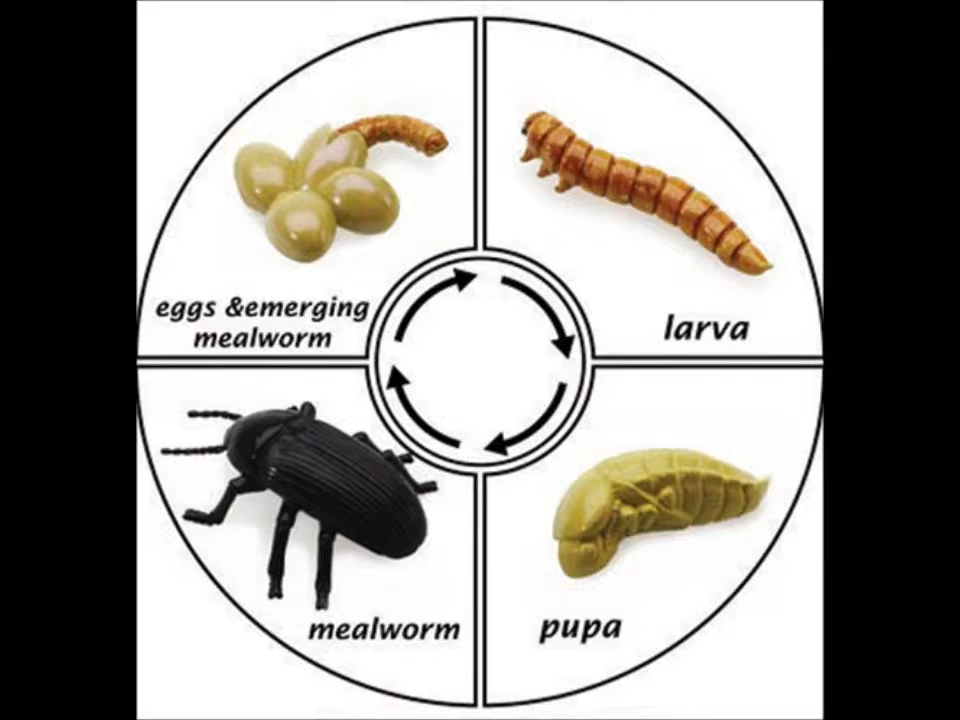 eggs &emerging
mealworm
larva
mealworm
pupa